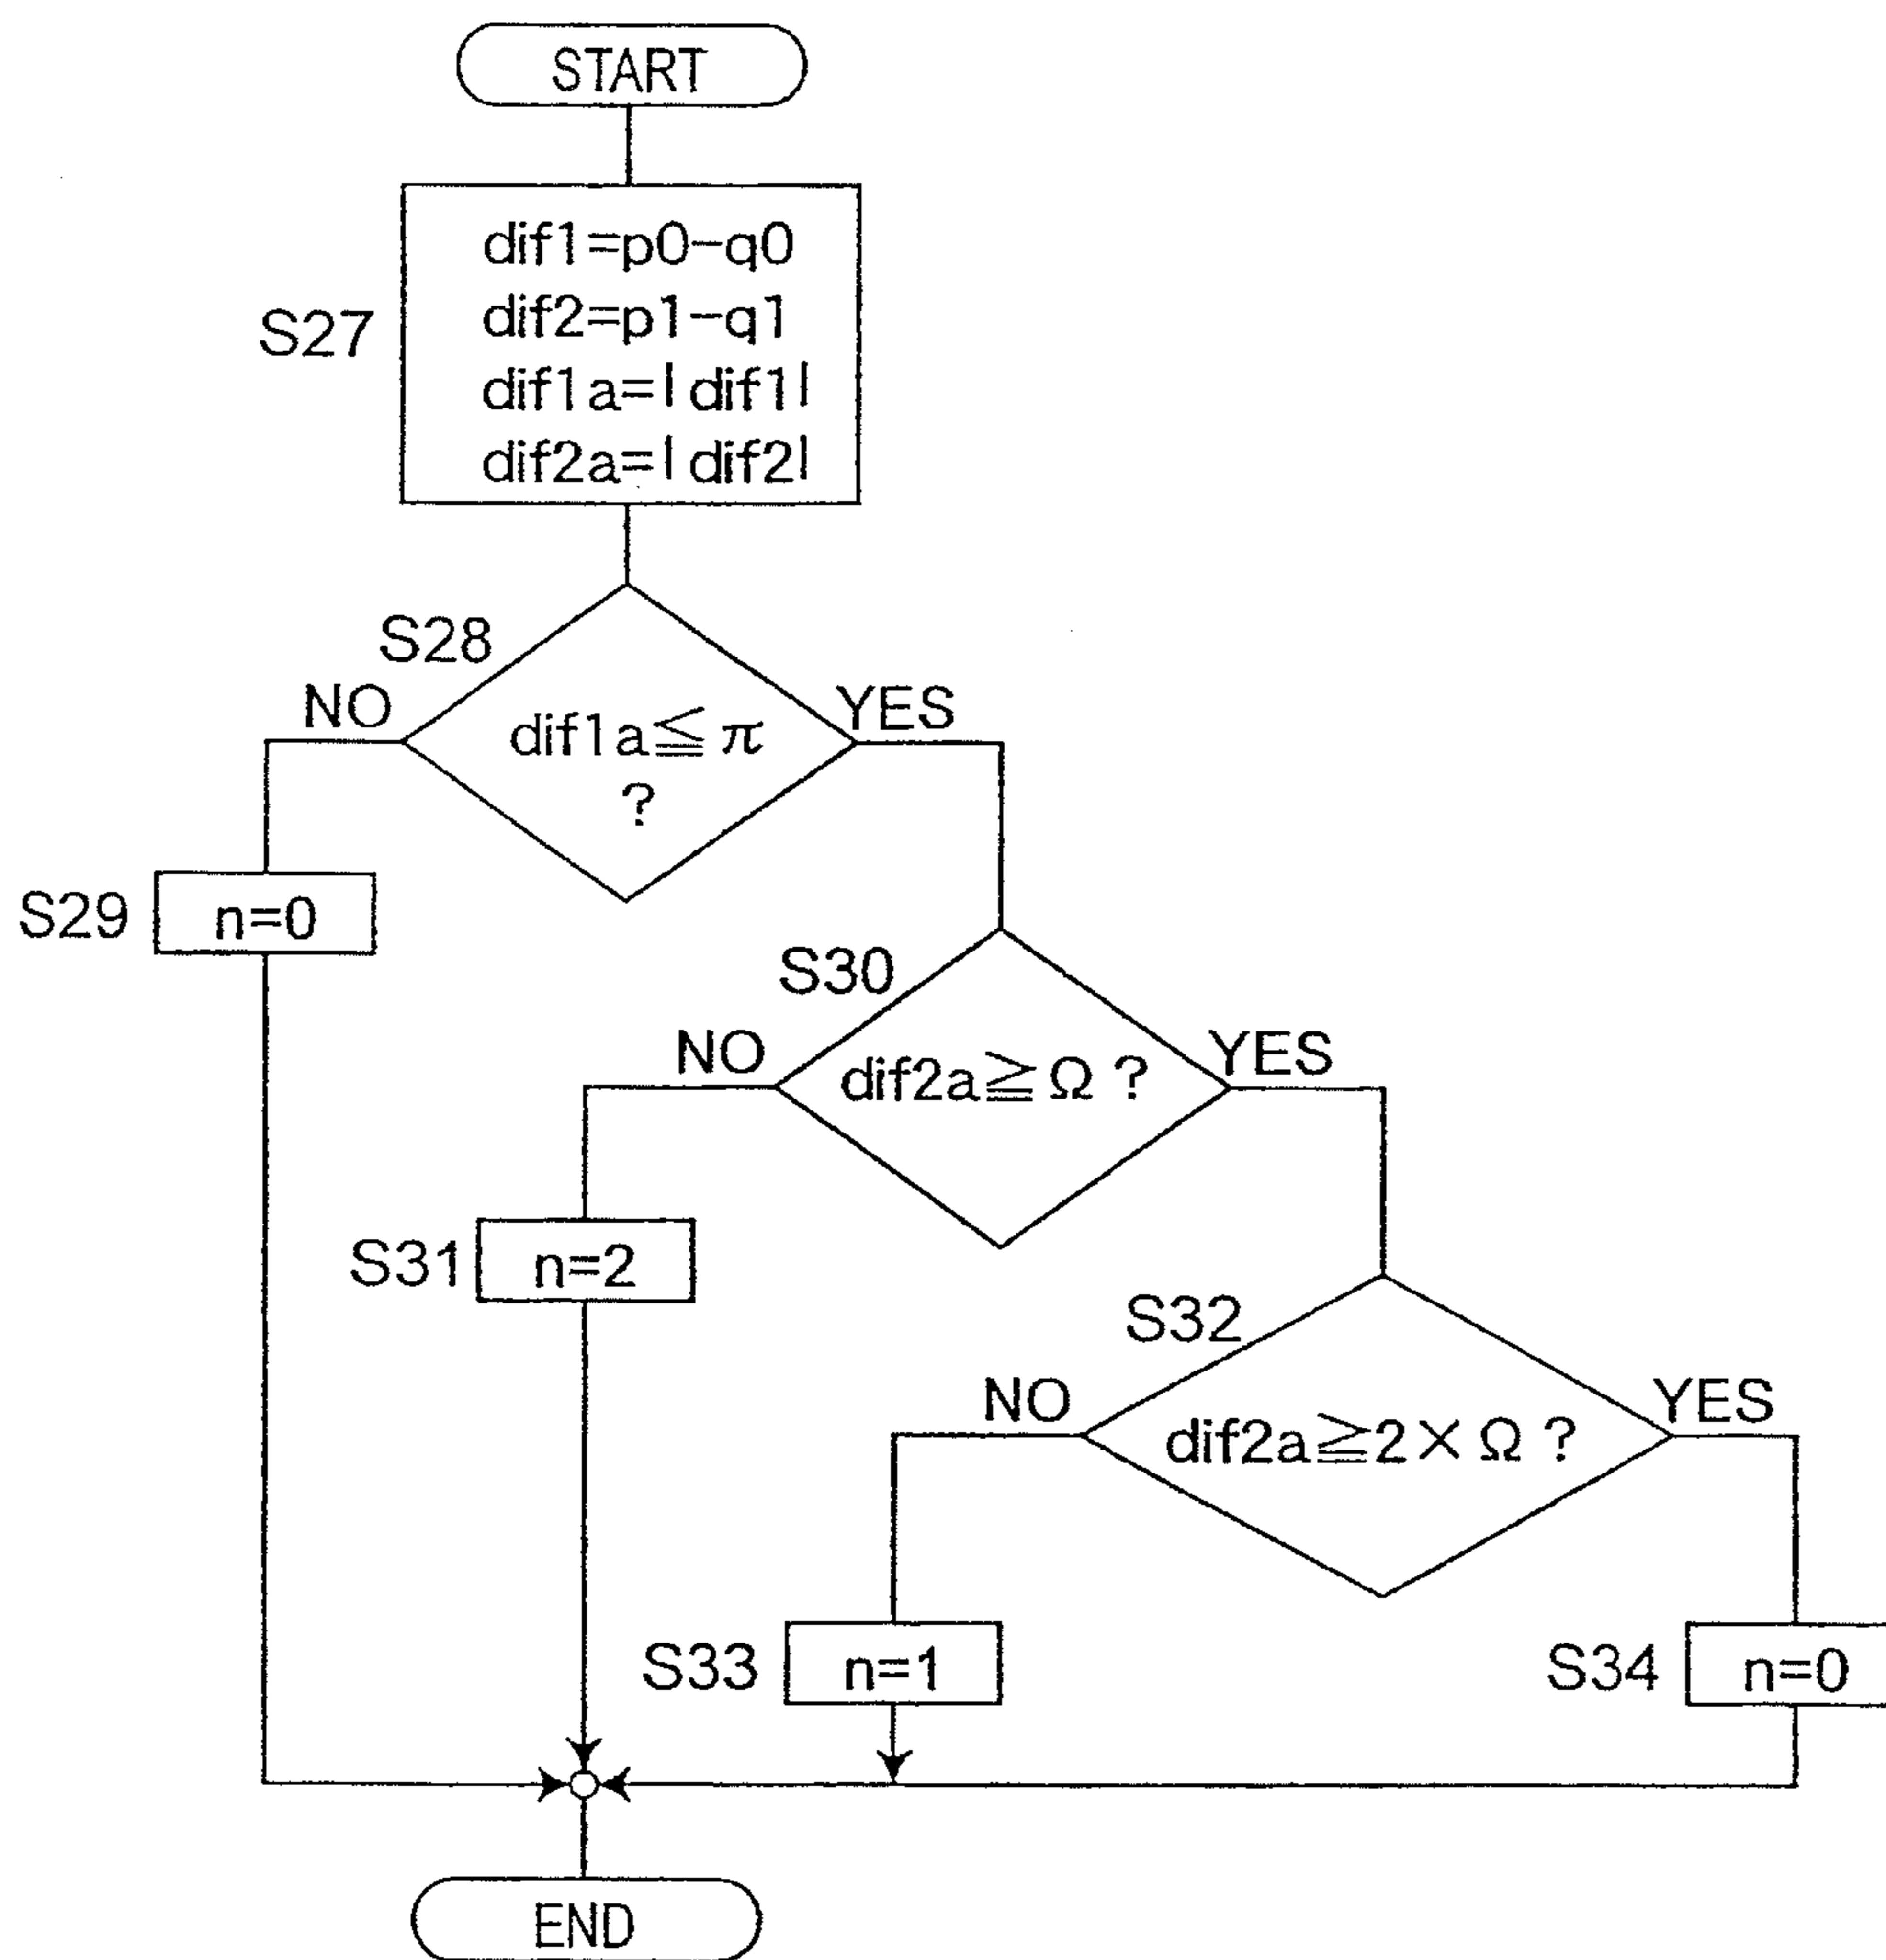 START
S27
dif1=p0-q0
dif2=p1-q1
dif1a=|dif1|
dif2a=|dif2|
S28
NO
YES
dif1a≦π
?
S29
n=0
S30
NO
YES
dif2a≧Ω?
S31
n=2
S32
NO
YES
dif2a≧2×Ω?
S33
n=1
S34
n=0
END